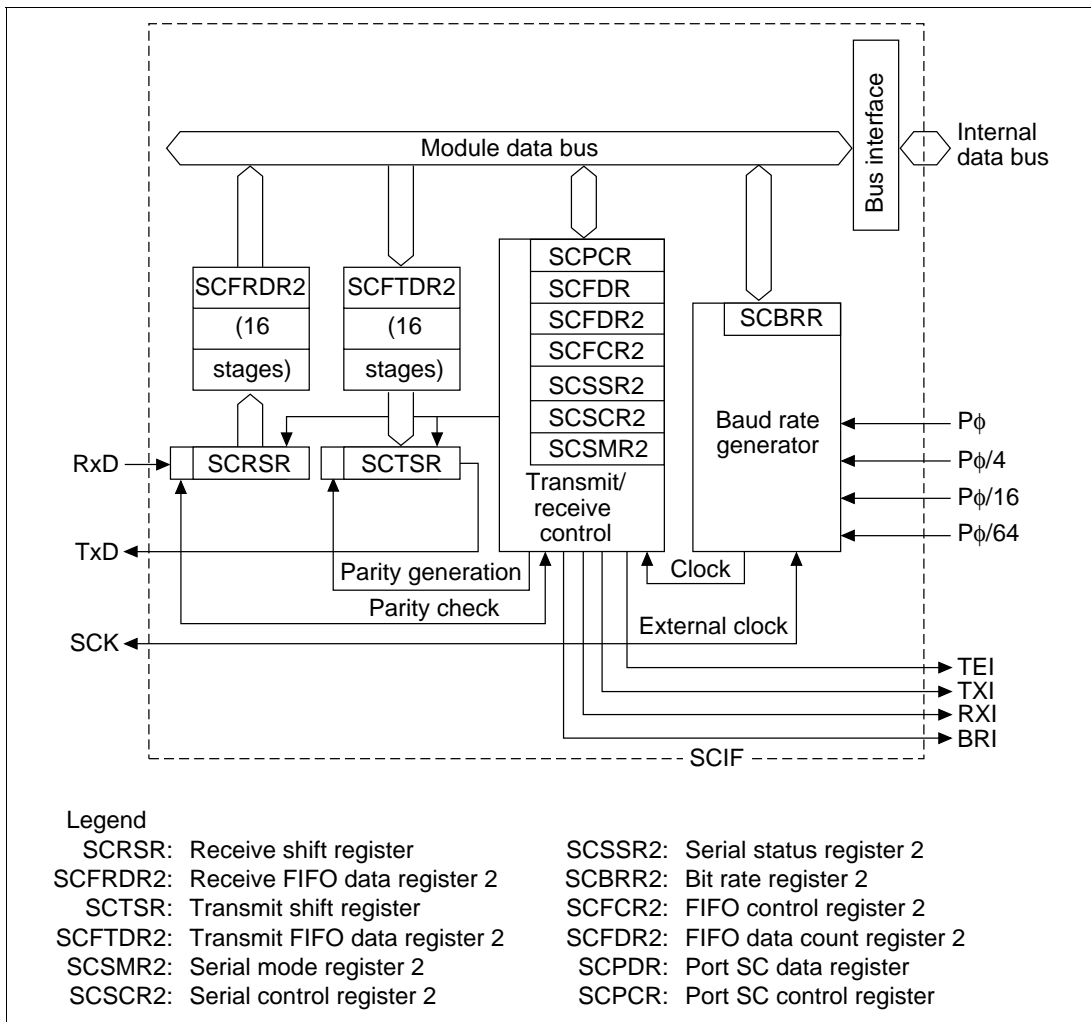 Module data bus
Bus interface
Internal
data bus
SCFRDR2
(16
stages)
SCFTDR2
(16
stages)
SCPCR
SCFDR
SCFDR2
SCFCR2
SCSSR2
SCSCR2
SCSMR2
Transmit/
receive
control
SCBRR
Baud rate
generator
Pϕ
Pϕ/4
Pϕ/16
Pϕ/64
RxD
SCRSR
SCTSR
TxD
Parity generation
Parity check
Clock
SCK
External clock
TEI
TXI
RXI
BRI
SCIF
Legend
SCRSR: Receive shift register
SCFRDR2: Receive FIFO data register 2
SCTSR: Transmit shift register
SCFTDR2: Transmit FIFO data register 2
SCSMR2: Serial mode register 2
SCSCR2: Serial control register 2
SCSSR2: Serial status register 2
SCBRR2: Bit rate register 2
SCFCR2: FIFO control register 2
SCFDR2: FIFO data count register 2
SCPDR: Port SC data register
SCPCR: Port SC control register